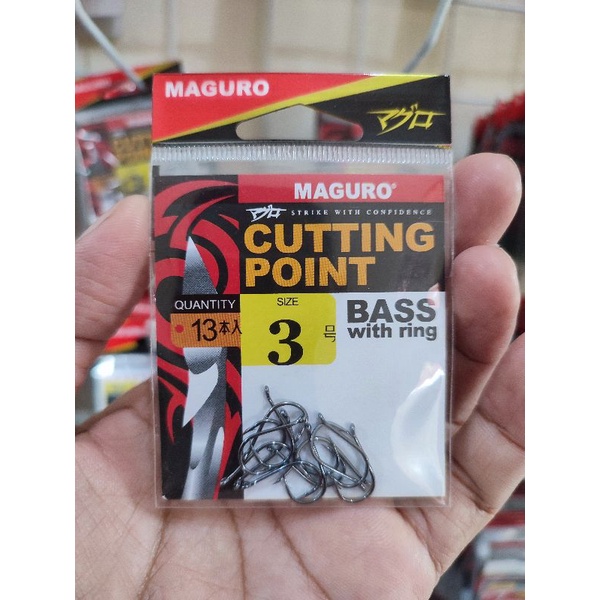 MAGURO
マグロ
MAGURO®
マグロ STRIKE WITH CONFIDENCE
CUTTING
POINT
QUANTITY
13本入
SIZE
3号
BASS
with ring